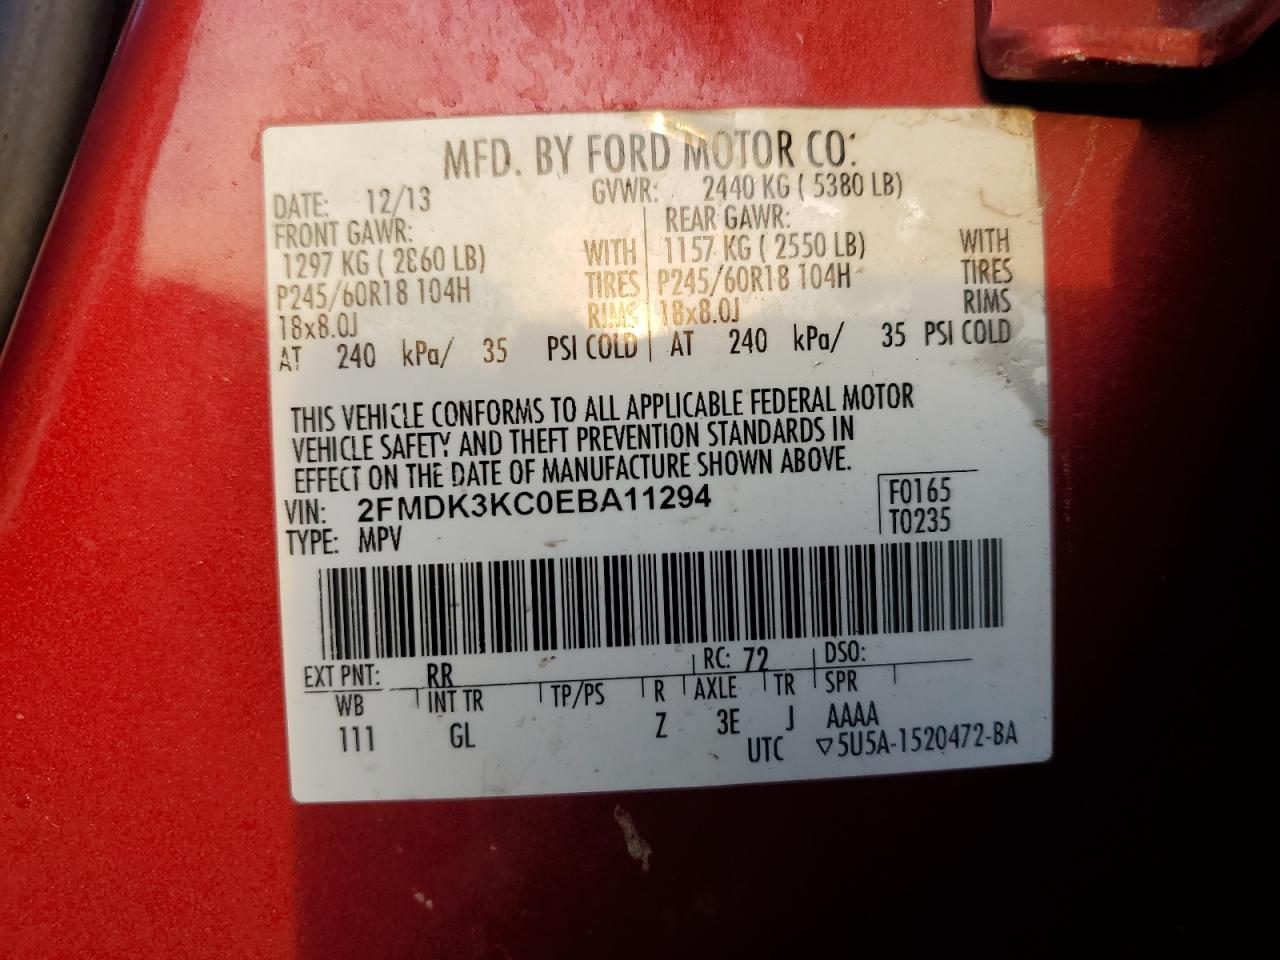 MFD. BY FORD MOTOR CO.
DATE: 12/13 GVWR: 2440 KG ( 5380 LB)
FRONT GAWR: REAR GAWR:
1297 KG ( 2860 LB) WITH 1157 KG ( 2550 LB) WITH
P245/60R18 104H TIRES P245/60R18 104H TIRES
18x8.0J RIMS 18x8.0J RIMS
AT 240 kPa/ 35 PSI COLD AT 240 kPa/ 35 PSI COLD
THIS VEHICLE CONFORMS TO ALL APPLICABLE FEDERAL MOTOR
VEHICLE SAFETY AND THEFT PREVENTION STANDARDS IN
EFFECT ON THE DATE OF MANUFACTURE SHOWN ABOVE.
VIN: 2FMDK3KC0EBA11294 F0165
TYPE: MPV T0235
EXT PNT: RR RC: 72 DSO:
WB INT TR TP/PS R AXLE TR SPR
111 GL Z 3E J AAAA
UTC ▽5U5A-1520472-BA